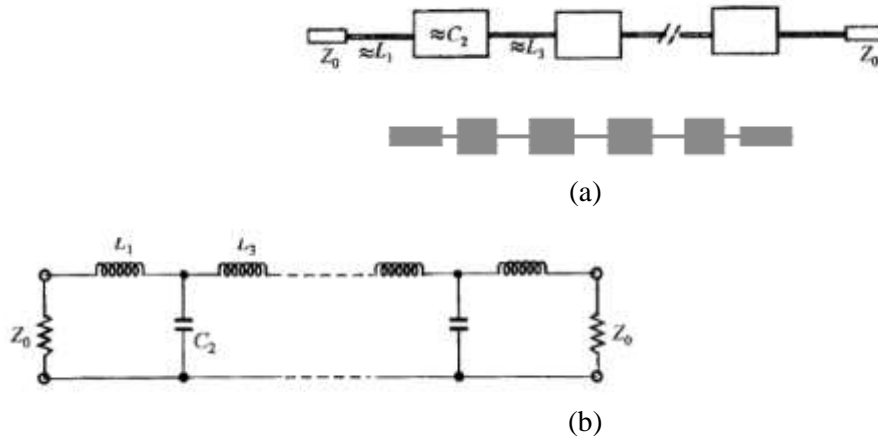 ≈C₂
Z₀ ≈L₁ ≈L₃ Z₀
(a)
L₁ L₃
Z₀ C₂ Z₀
(b)